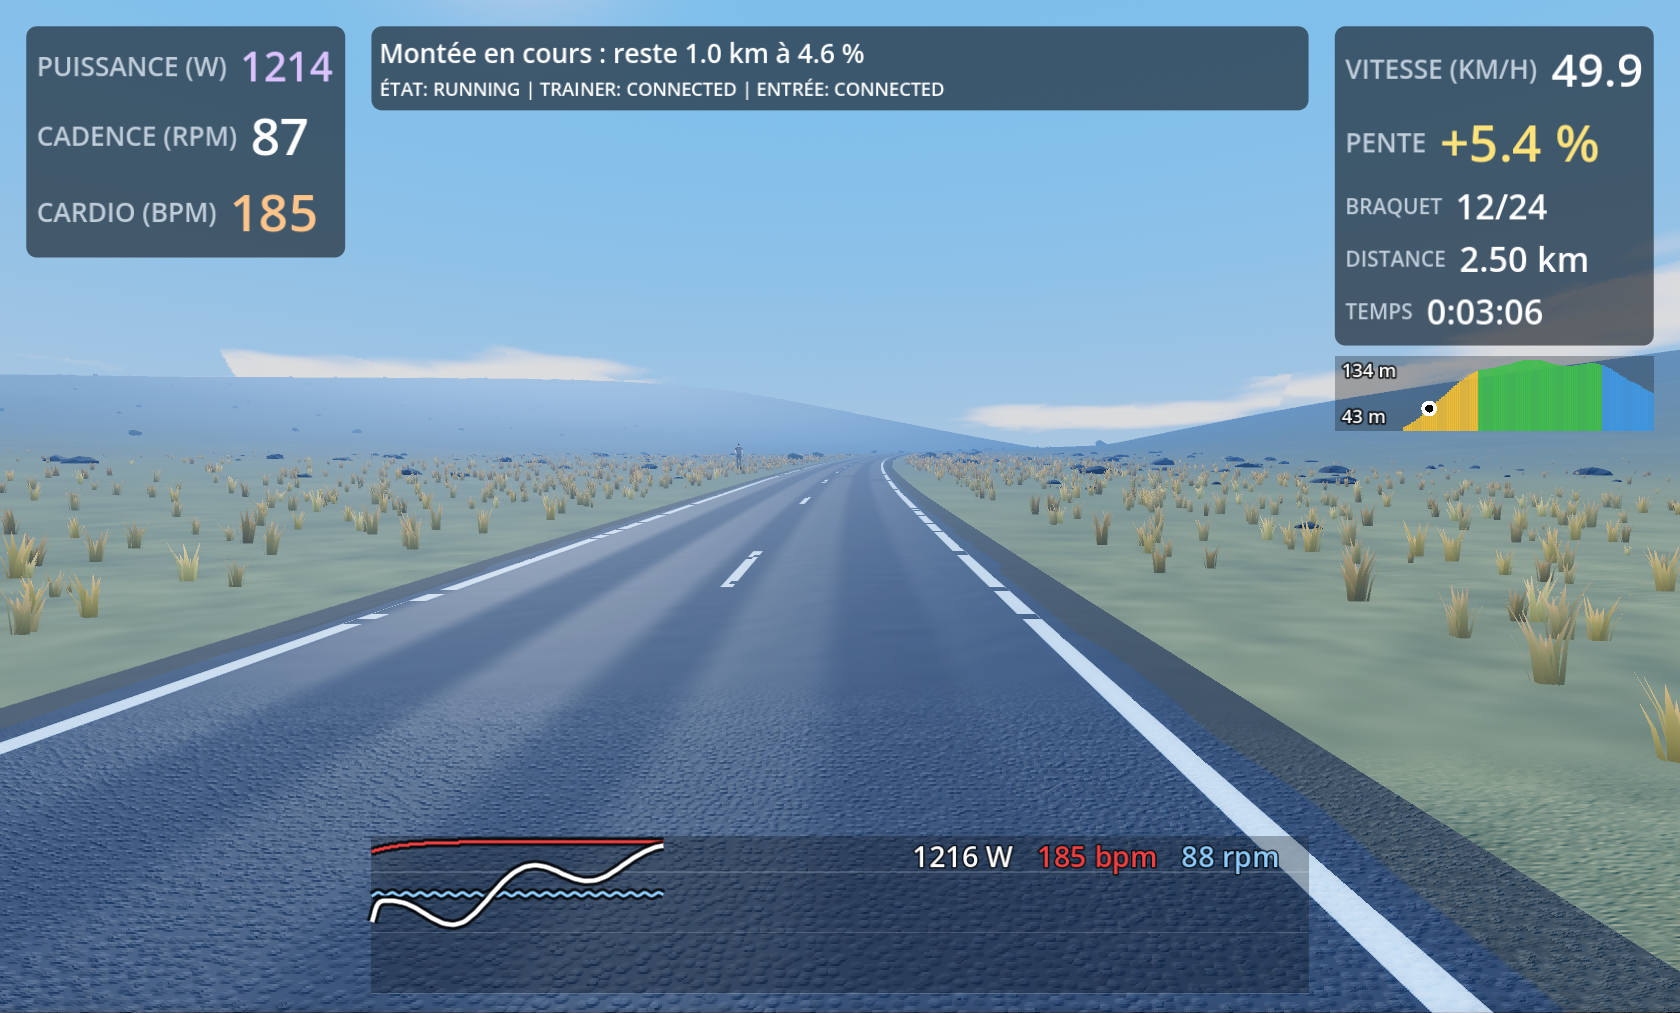 PUISSANCE (W) 1214
CADENCE (RPM) 87
CARDIO (BPM) 185
Montée en cours : reste 1.0 km à 4.6 %
ÉTAT: RUNNING | TRAINER: CONNECTED | ENTRÉE: CONNECTED
VITESSE (KM/H) 49.9
PENTE +5.4 %
BRAQUET 12/24
DISTANCE 2.50 km
TEMPS 0:03:06
134 m
43 m
1216 W 185 bpm 88 rpm